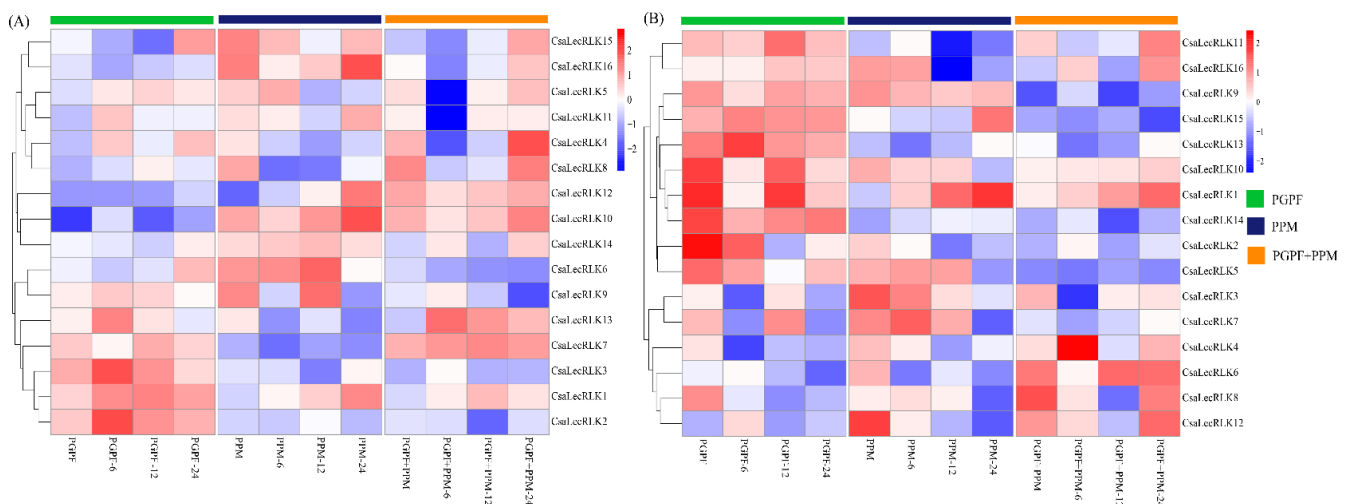 (A)
CsaLecRLK15
CsaLecRLK16
CsaLecRLK5
CsaLecRLK11
CsaLecRLK4
CsaLecRLK8
CsaLecRLK12
CsaLecRLK10
CsaLecRLK14
CsaLecRLK6
CsaLecRLK9
CsaLecRLK13
CsaLecRLK7
CsaLecRLK3
CsaLecRLK1
CsaLecRLK2
2
1
0
-1
-2
PGPF
PGPF-6
PGPF-12
PGPF-24
PPM
PPM-6
PPM-12
PPM-24
PGPF+PPM
PGPF+PPM-6
PGPF+PPM-12
PGPF+PPM-24
(B)
CsaLecRLK11
CsaLecRLK16
CsaLecRLK9
CsaLecRLK15
CsaLecRLK13
CsaLecRLK10
CsaLecRLK1
CsaLecRLK14
CsaLecRLK2
CsaLecRLK5
CsaLecRLK3
CsaLecRLK7
CsaLecRLK4
CsaLecRLK6
CsaLecRLK8
CsaLecRLK12
2
1
0
-1
-2
PGPF
PGPF-6
PGPF-12
PGPF-24
PPM
PPM-6
PPM-12
PPM-24
PGPF+PPM
PGPF+PPM-6
PGPF+PPM-12
PGPF+PPM-24
PGPF
PPM
PGPF+PPM